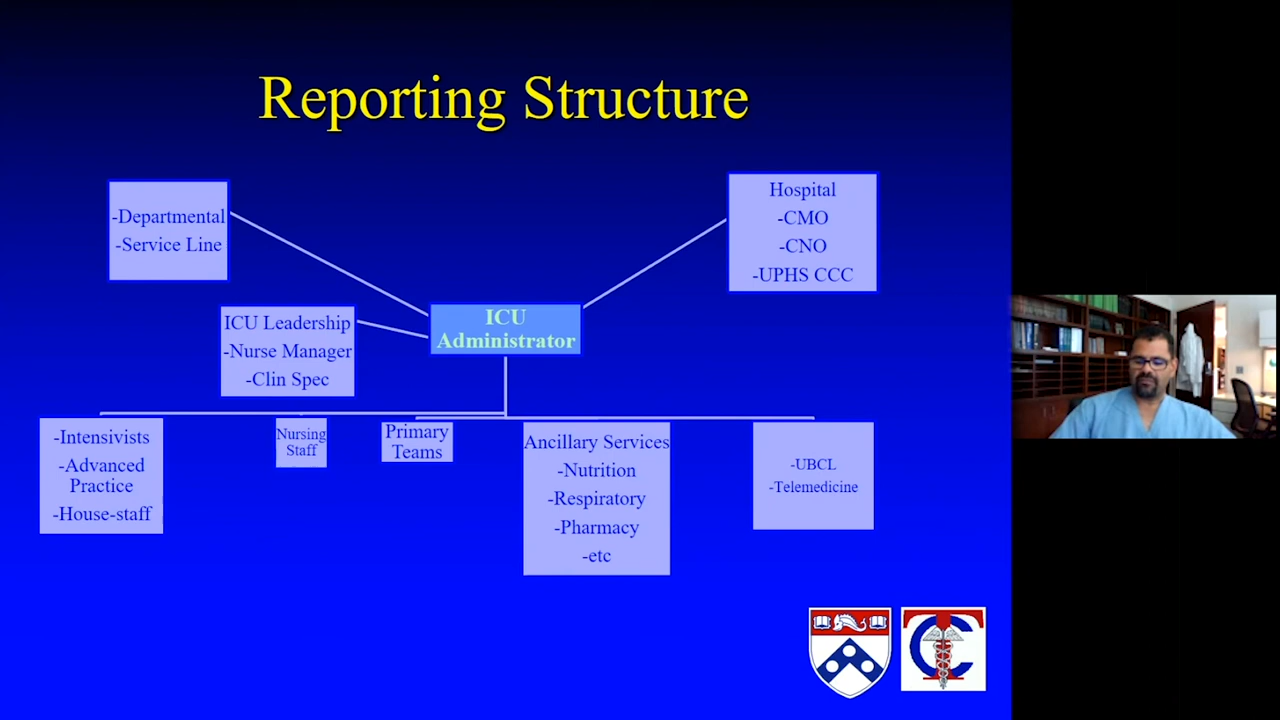 Reporting Structure
-Departmental
-Service Line
Hospital
-CMO
-CNO
-UPHS CCC
ICU Leadership
-Nurse Manager
-Clin Spec
ICU
Administrator
-Intensivists
-Advanced
Practice
-House-staff
Nursing
Staff
Primary
Teams
Ancillary Services
-Nutrition
-Respiratory
-Pharmacy
-etc
-UBCL
-Telemedicine